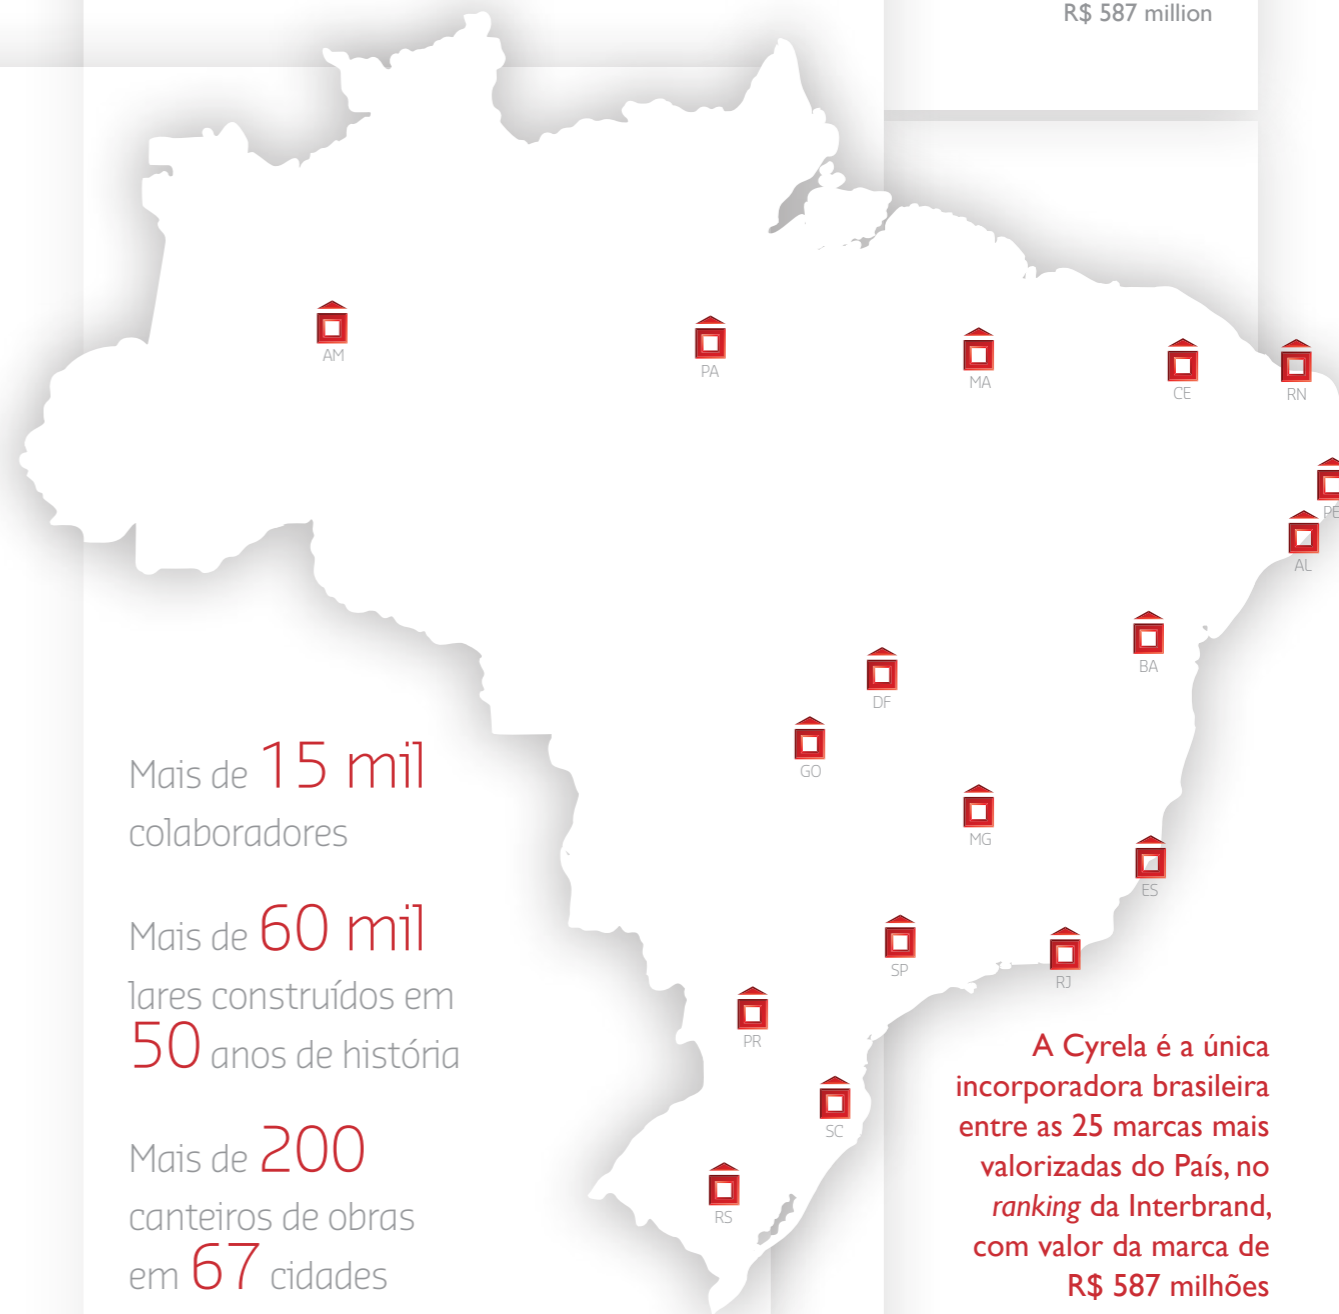 R$ 587 million
AM
PA
MA
CE
RN
PE
AL
BA
DF
GO
MG
ES
SP
RJ
PR
SC
RS
Mais de 15 mil
colaboradores
Mais de 60 mil
lares construídos em
50 anos de história
Mais de 200
canteiros de obras
em 67 cidades
A Cyrela é a única
incorporadora brasileira
entre as 25 marcas mais
valorizadas do País, no
ranking da Interbrand,
com valor da marca de
R$ 587 milhões